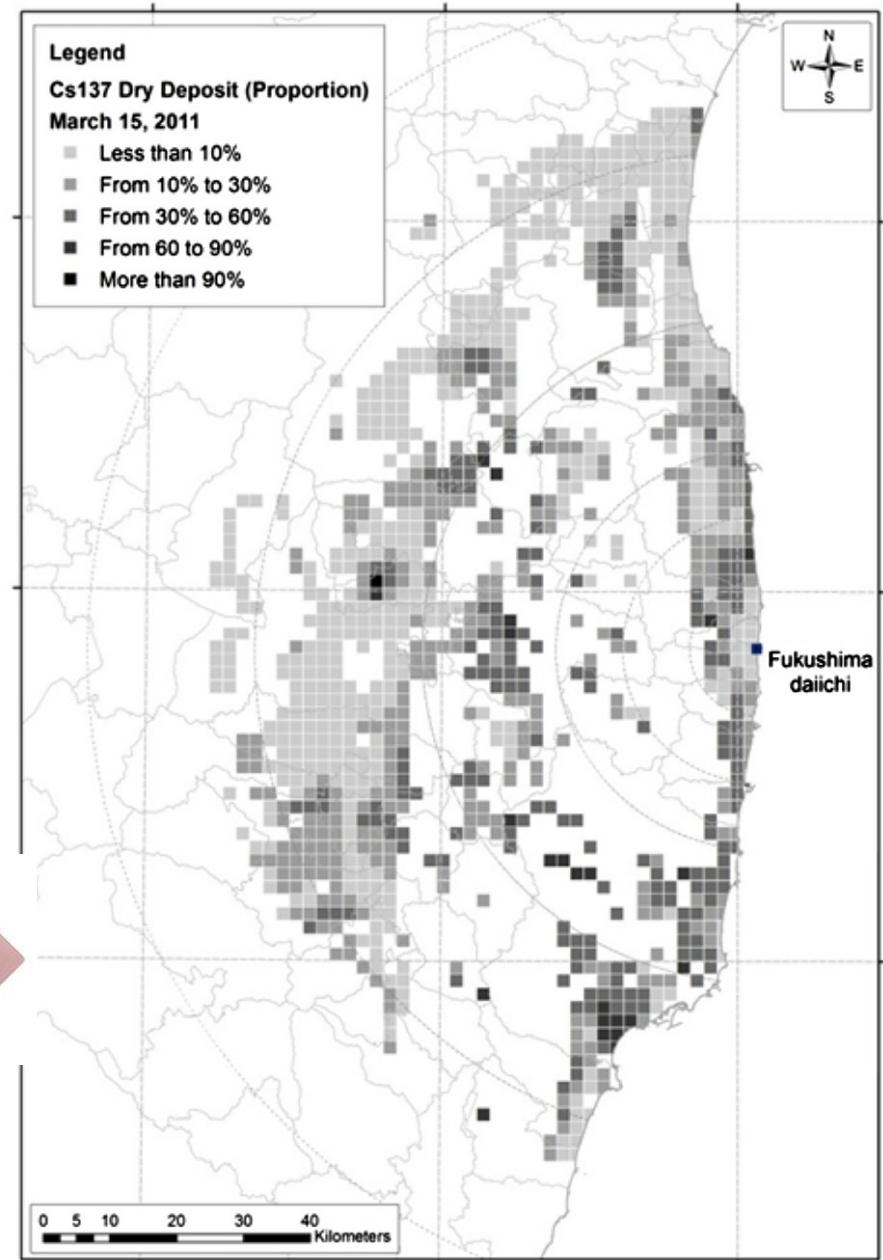 Legend
Cs137 Dry Deposit (Proportion)
March 15, 2011
Less than 10%
From 10% to 30%
From 30% to 60%
From 60 to 90%
More than 90%
N
W E
S
Fukushima
daiichi
0 5 10 20 30 40
Kilometers